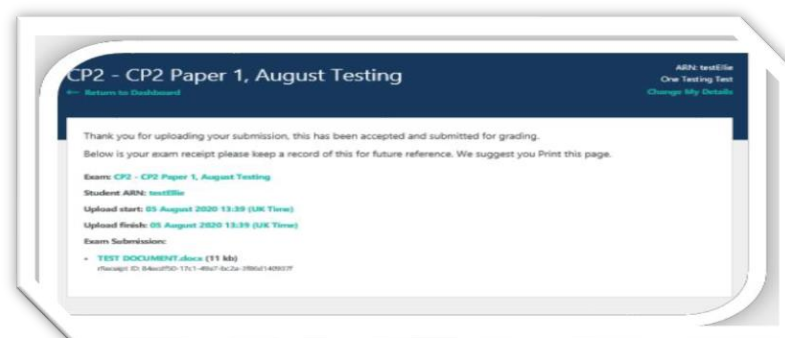 CP2 - CP2 Paper 1, August Testing
← Return to Dashboard
ARN: testEllie
One Testing Test
Change My Details
Thank you for uploading your submission, this has been accepted and submitted for grading.
Below is your exam receipt please keep a record of this for future reference. We suggest you Print this page.
Exam: CP2 - CP2 Paper 1, August Testing
Student ARN: testEllie
Upload start: 05 August 2020 13:39 (UK Time)
Upload finish: 05 August 2020 13:39 (UK Time)
Exam Submission:
• TEST DOCUMENT.docx (11 kb)